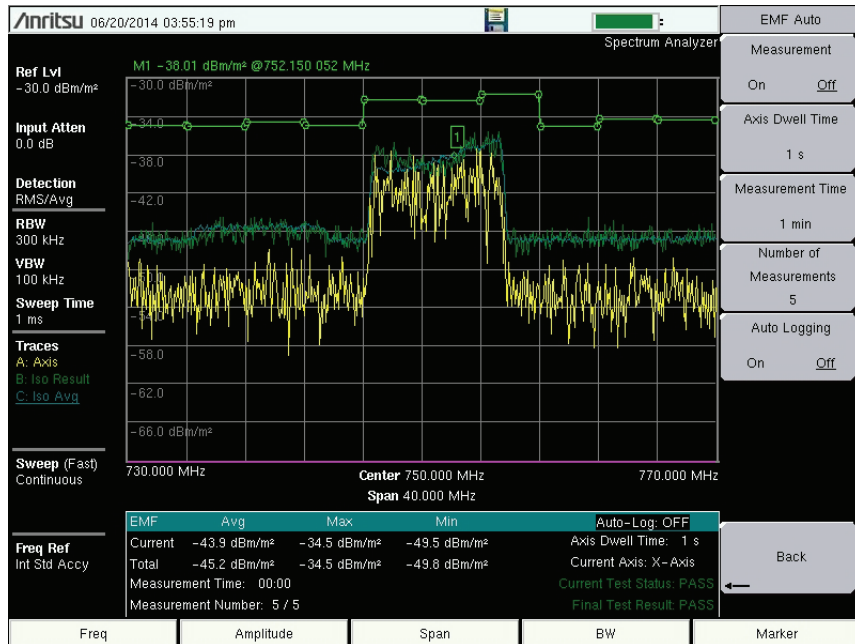 Anritsu 06/20/2014 03:55:19 pm
Spectrum Analyzer
M1 -38.01 dBm/m² @752.150 052 MHz
Ref Lvl
-30.0 dBm/m²
Input Atten
0.0 dB
Detection
RMS/Avg
RBW
300 kHz
VBW
100 kHz
Sweep Time
1 ms
Traces
A: Axis
B: Iso Result
C: Iso Avg
Sweep (Fast)
Continuous
Freq Ref
Int Std Accy
-30.0 dBm/m²
-34.0
1
-38.0
-42.0
-58.0
-62.0
-66.0 dBm/m²
730.000 MHz
Center 750.000 MHz
770.000 MHz
Span 40.000 MHz
EMF Avg Max Min Auto-Log: OFF
Current -43.9 dBm/m² -34.5 dBm/m² -49.5 dBm/m² Axis Dwell Time: 1 s
Total -45.2 dBm/m² -34.5 dBm/m² -49.8 dBm/m² Current Axis: X-Axis
Measurement Time: 00:00 Current Test Status: PASS
Measurement Number: 5 / 5 Final Test Result: PASS
EMF Auto
Measurement
On Off
Axis Dwell Time
1 s
Measurement Time
1 min
Number of
Measurements
5
Auto Logging
On Off
Back
Freq Amplitude Span BW Marker